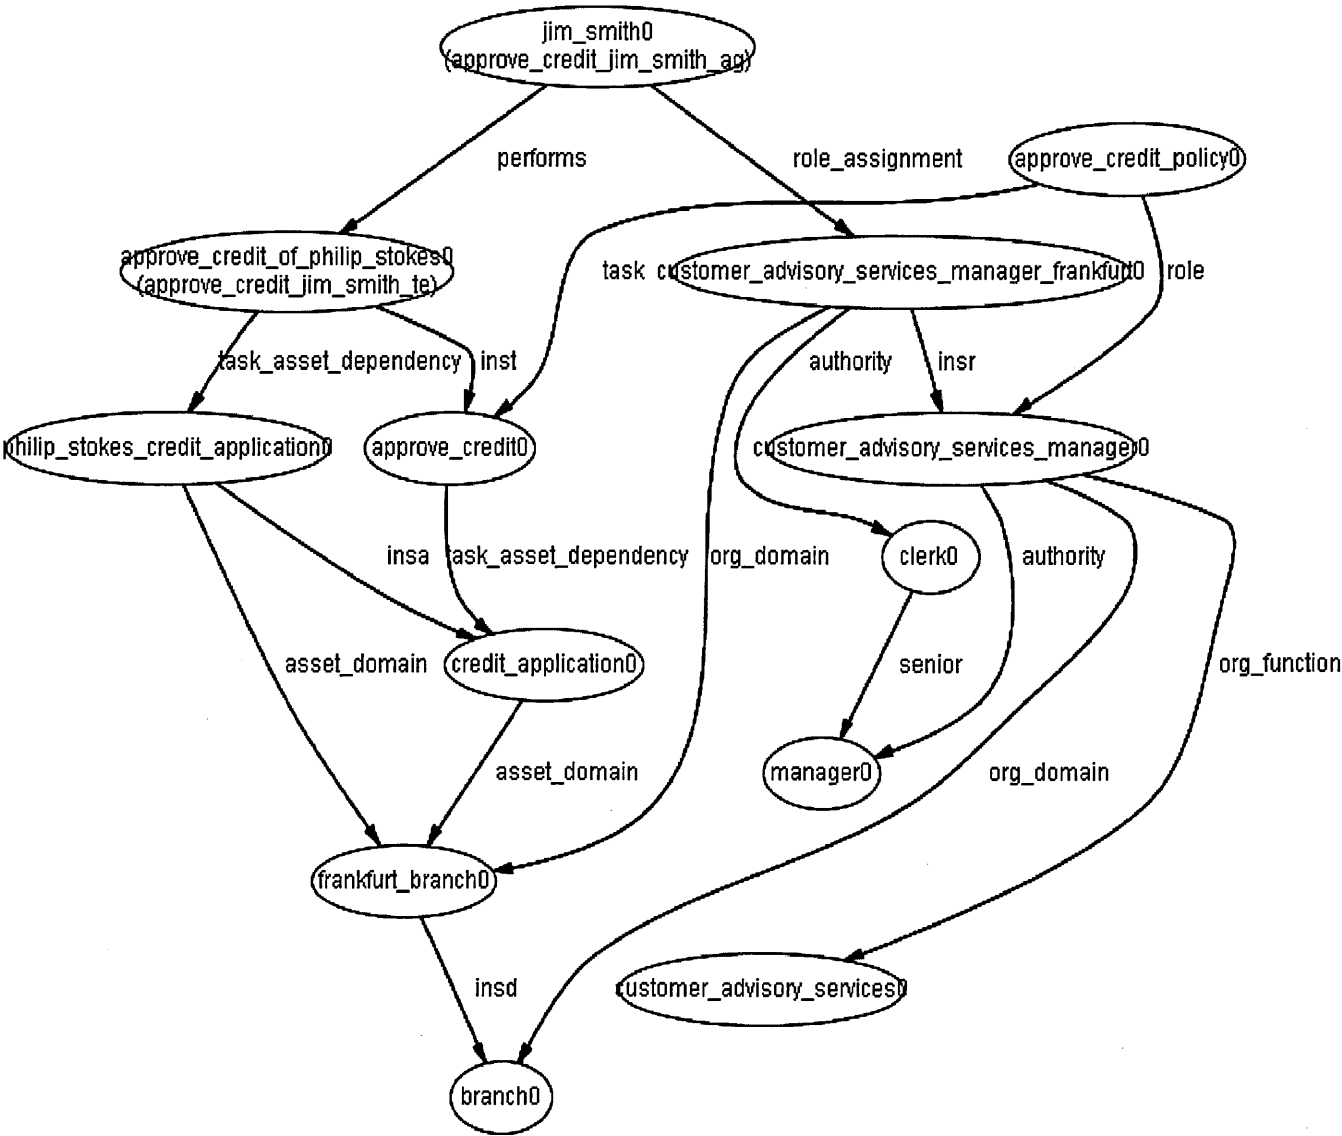 jim_smith0
(approve_credit_jim_smith_ag)
performs
role_assignment
approve_credit_policy0
approve_credit_of_philip_stokes0
(approve_credit_jim_smith_te)
task
customer_advisory_services_manager_frankfurt0
role
task_asset_dependency
inst
authority
insr
philip_stokes_credit_application0
approve_credit0
customer_advisory_services_manager0
insa
task_asset_dependency
org_domain
clerk0
authority
asset_domain
credit_application0
senior
org_function
asset_domain
manager0
org_domain
frankfurt_branch0
insd
customer_advisory_services0
branch0